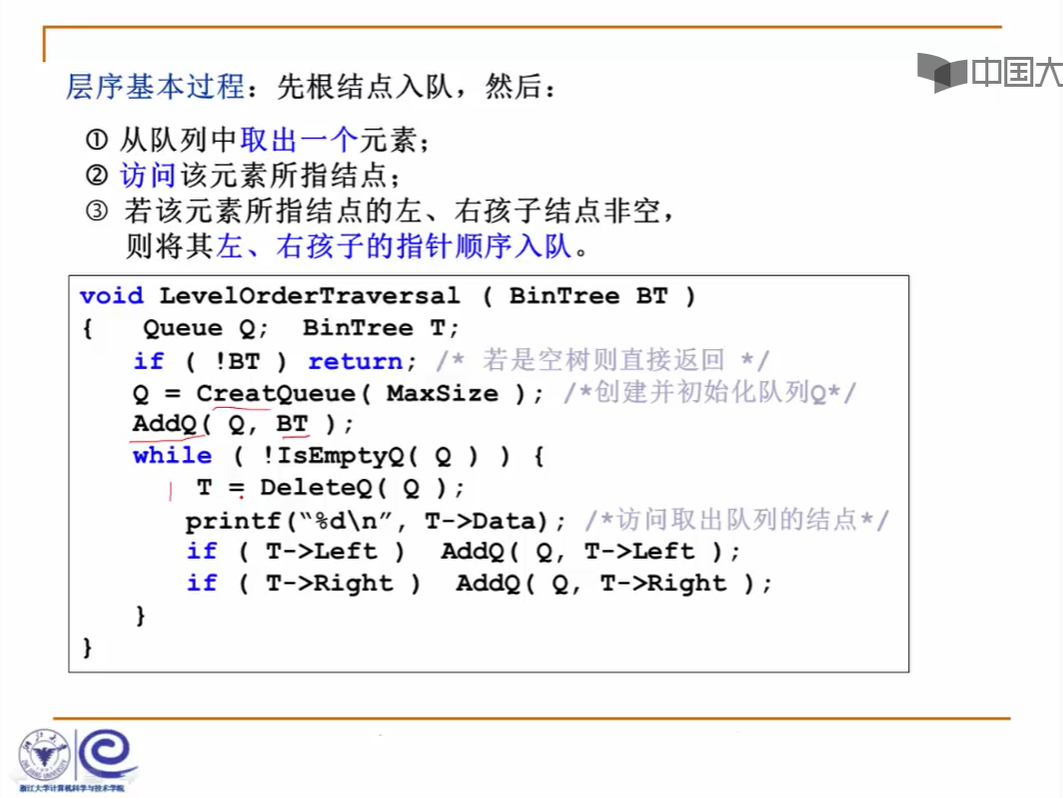 中国大
层序基本过程：先根结点入队，然后：
① 从队列中取出一个元素；
② 访问该元素所指结点；
③ 若该元素所指结点的左、右孩子结点非空，
则将其左、右孩子的指针顺序入队。
void LevelOrderTraversal ( BinTree BT )
{ Queue Q; BinTree T;
if ( !BT ) return; /* 若是空树则直接返回 */
Q = CreatQueue( MaxSize ); /*创建并初始化队列Q*/
AddQ( Q, BT );
while ( !IsEmptyQ( Q ) ) {
T = DeleteQ( Q );
printf(“%d\n”, T->Data); /*访问取出队列的结点*/
if ( T->Left ) AddQ( Q, T->Left );
if ( T->Right ) AddQ( Q, T->Right );
}
}
浙江大学计算机科学与技术学院